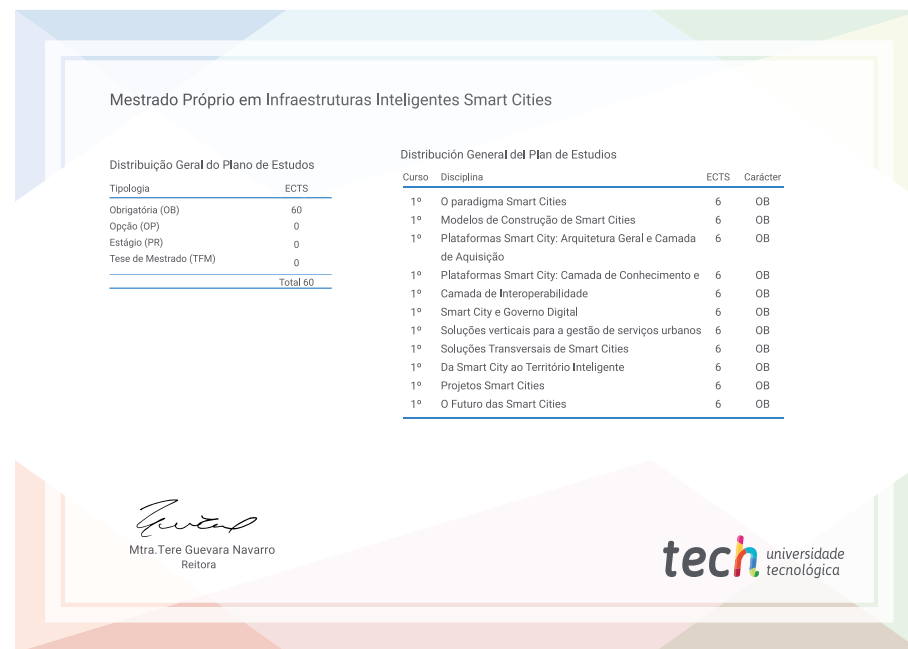 Mestrado Próprio em Infraestruturas Inteligentes Smart Cities
Distribuição Geral do Plano de Estudos
Tipologia ECTS
Obrigatória (OB) 60
Opção (OP) 0
Estágio (PR) 0
Tese de Mestrado (TFM) 0
Total 60
Distribución General del Plan de Estudios
Curso Disciplina ECTS Carácter
1º O paradigma Smart Cities 6 OB
1º Modelos de Construção de Smart Cities 6 OB
1º Plataformas Smart City: Arquitetura Geral e Camada 6 OB
de Aquisição
1º Plataformas Smart City: Camada de Conhecimento e 6 OB
1º Camada de Interoperabilidade 6 OB
1º Smart City e Governo Digital 6 OB
1º Soluções verticais para a gestão de serviços urbanos 6 OB
1º Soluções Transversais de Smart Cities 6 OB
1º Da Smart City ao Território Inteligente 6 OB
1º Projetos Smart Cities 6 OB
1º O Futuro das Smart Cities 6 OB
Mtra.Tere Guevara Navarro
Reitora
tech universidade
tecnológica